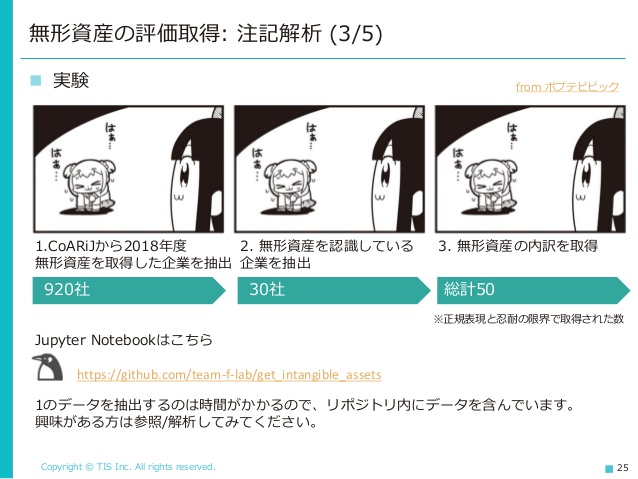 無形資産の評価取得: 注記解析 (3/5)
実験
from ポプテピピック
はぁ…
はぁ…
はぁ…
はぁ…
はぁ…
はぁ…
1.CoARiJから2018年度
無形資産を取得した企業を抽出
2. 無形資産を認識している
企業を抽出
3. 無形資産の内訳を取得
920社
30社
総計50
※正規表現と忍耐の限界で取得された数
Jupyter Notebookはこちら
https://github.com/team-f-lab/get_intangible_assets
1のデータを抽出するのは時間がかかるので、リポジトリ内にデータを含んでいます。
興味がある方は参照/解析してみてください。
Copyright © TIS Inc. All rights reserved.
25